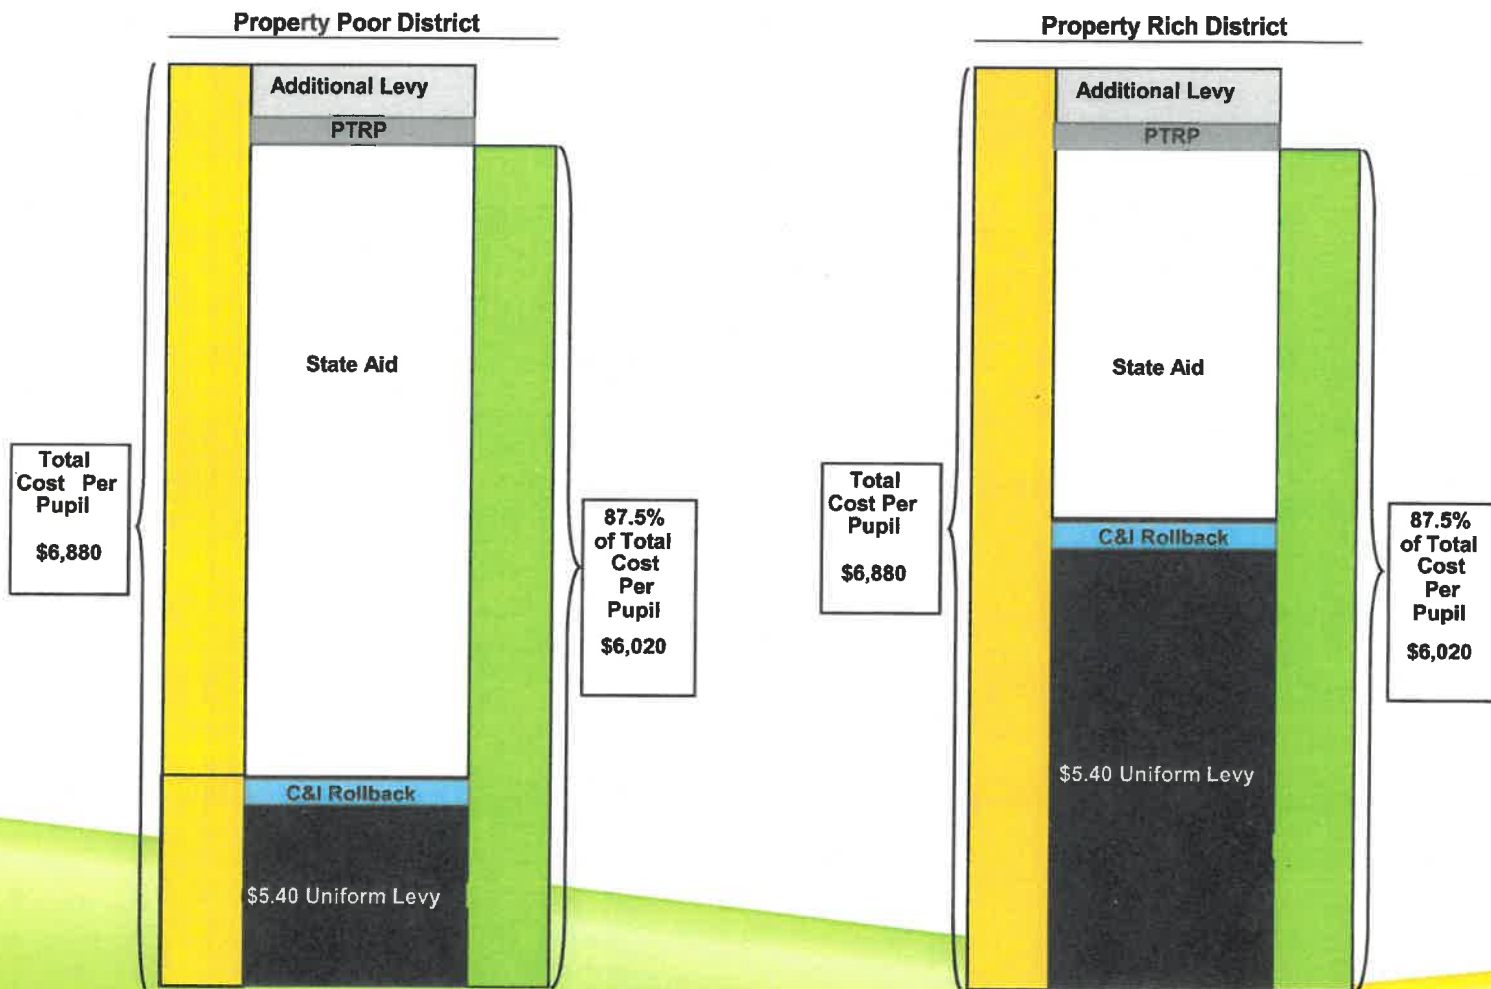 Property Poor District
Additional Levy
PTRP
State Aid
Total
Cost Per
Pupil
$6,880
87.5%
of Total
Cost
Per
Pupil
$6,020
C&I Rollback
$5.40 Uniform Levy
Property Rich District
Additional Levy
PTRP
State Aid
Total
Cost Per
Pupil
$6,880
87.5%
of Total
Cost
Per
Pupil
$6,020
C&I Rollback
$5.40 Uniform Levy